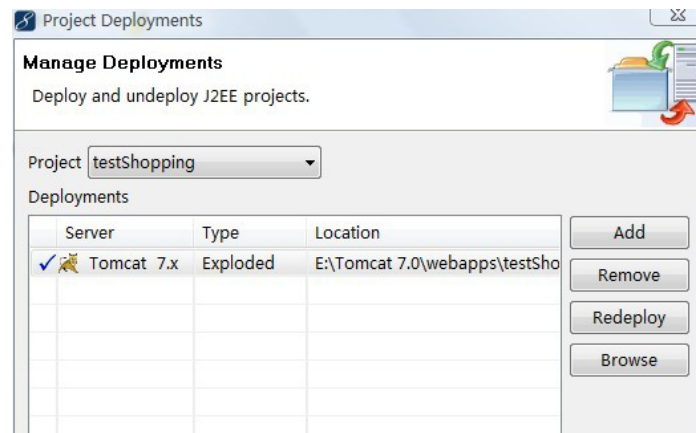 Project Deployments
Manage Deployments
Deploy and undeploy J2EE projects.
Project testShopping
Deployments
Server Type Location
Tomcat 7.x Exploded E:\Tomcat 7.0\webapps\testSho
Add
Remove
Redeploy
Browse